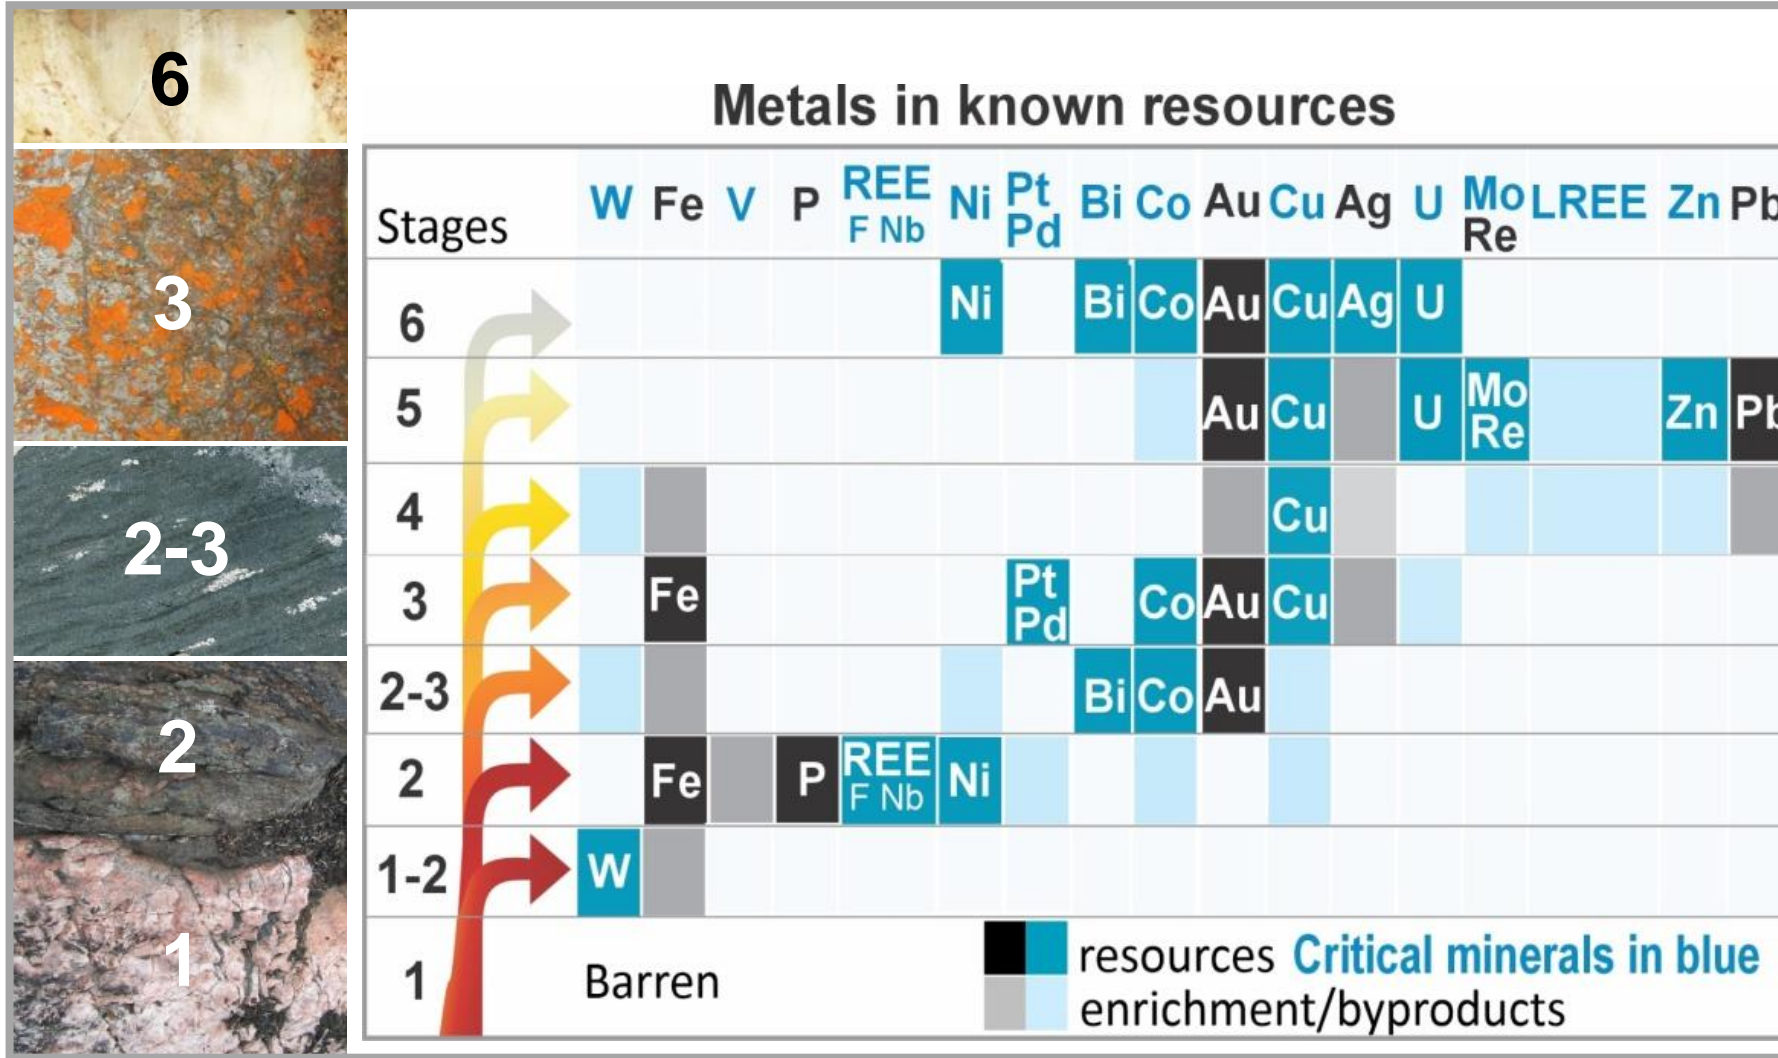 6
3
2-3
2
1
Metals in known resources
Stages W Fe V P REE F Nb Ni Pt Pd Bi Co Au Cu Ag U Mo Re LREE Zn Pb
6 Ni Bi Co Au Cu Ag U
5 Au Cu U Mo Re Zn Pb
4 Cu
3 Fe Pt Pd Co Au Cu
2-3 Bi Co Au
2 Fe P REE F Nb Ni
1-2 W
1 Barren
resources Critical minerals in blue
enrichment/byproducts